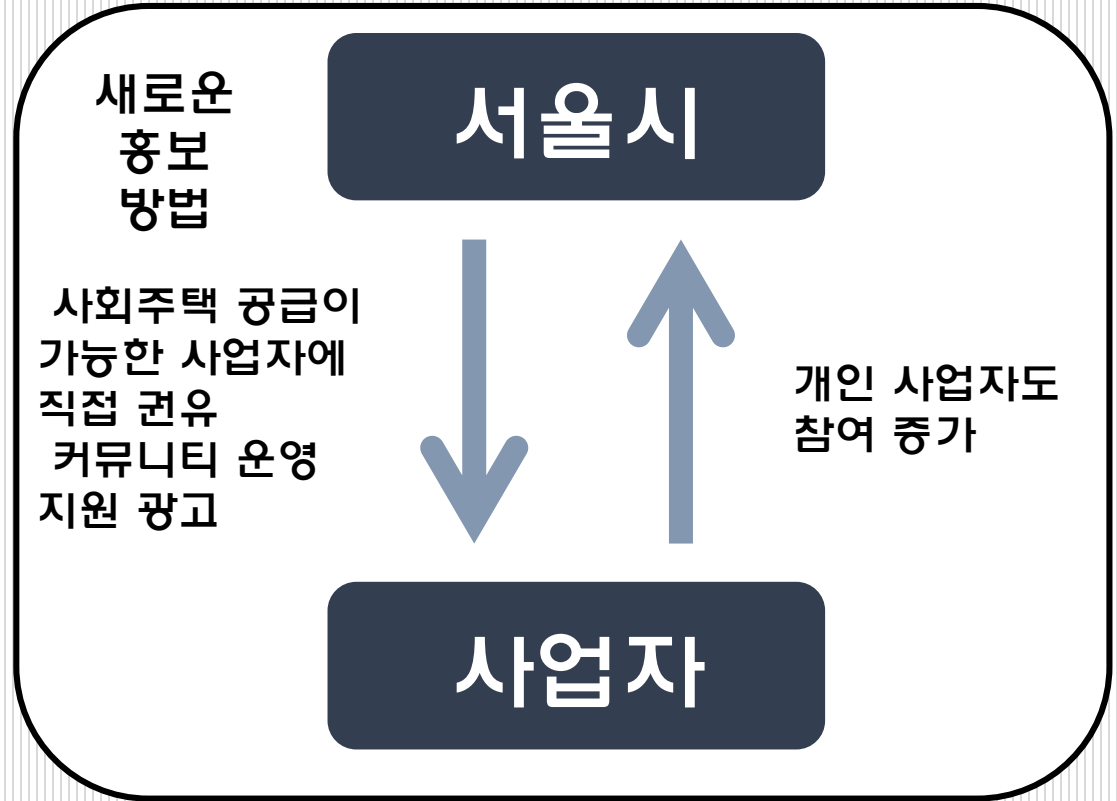 새로운
홍보
방법
서울시
사회주택 공급이
가능한 사업자에
직접 권유
커뮤니티 운영
지원 광고
개인 사업자도
참여 증가
사업자